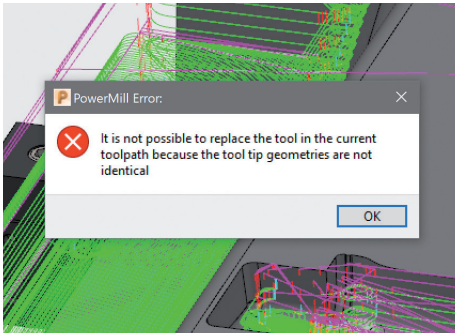 PowerMill Error:
It is not possible to replace the tool in the current
toolpath because the tool tip geometries are not
identical
OK